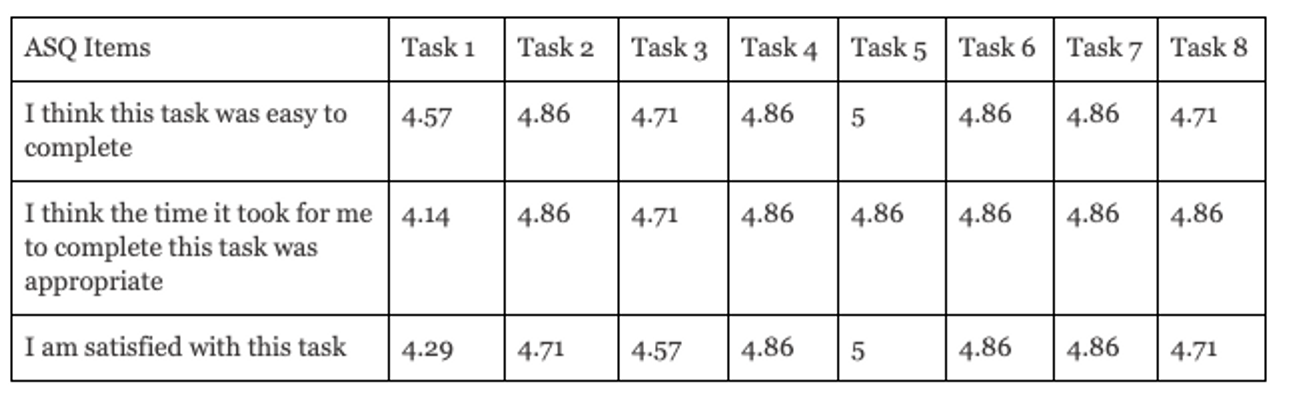 ASQ Items Task 1 Task 2 Task 3 Task 4 Task 5 Task 6 Task 7 Task 8
I think this task was easy to 4.57 4.86 4.71 4.86 5 4.86 4.86 4.71
complete
I think the time it took for me 4.14 4.86 4.71 4.86 4.86 4.86 4.86 4.86
to complete this task was
appropriate
I am satisfied with this task 4.29 4.71 4.57 4.86 5 4.86 4.86 4.71